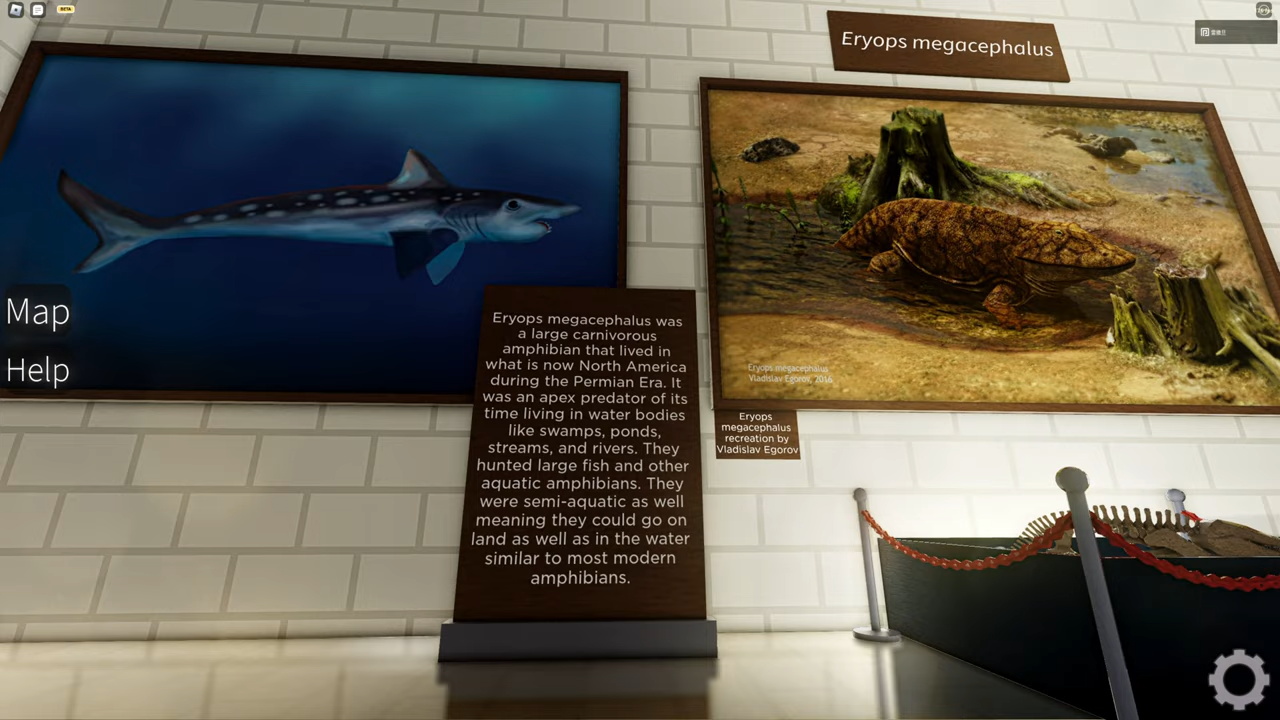 BETA
Eryops megacephalus
Map
Help
Eryops megacephalus was
a large carnivorous
amphibian that lived in
what is now North America
during the Permian Era. It
was an apex predator of its
time living in water bodies
like swamps, ponds,
streams, and rivers. They
hunted large fish and other
aquatic amphibians. They
were semi-aquatic as well
meaning they could go on
land as well as in the water
similar to most modern
amphibians.
Eryops megacephalus
Vladislav Egorov, 2016
Eryops
megacephalus
recreation by
Vladislav Egorov